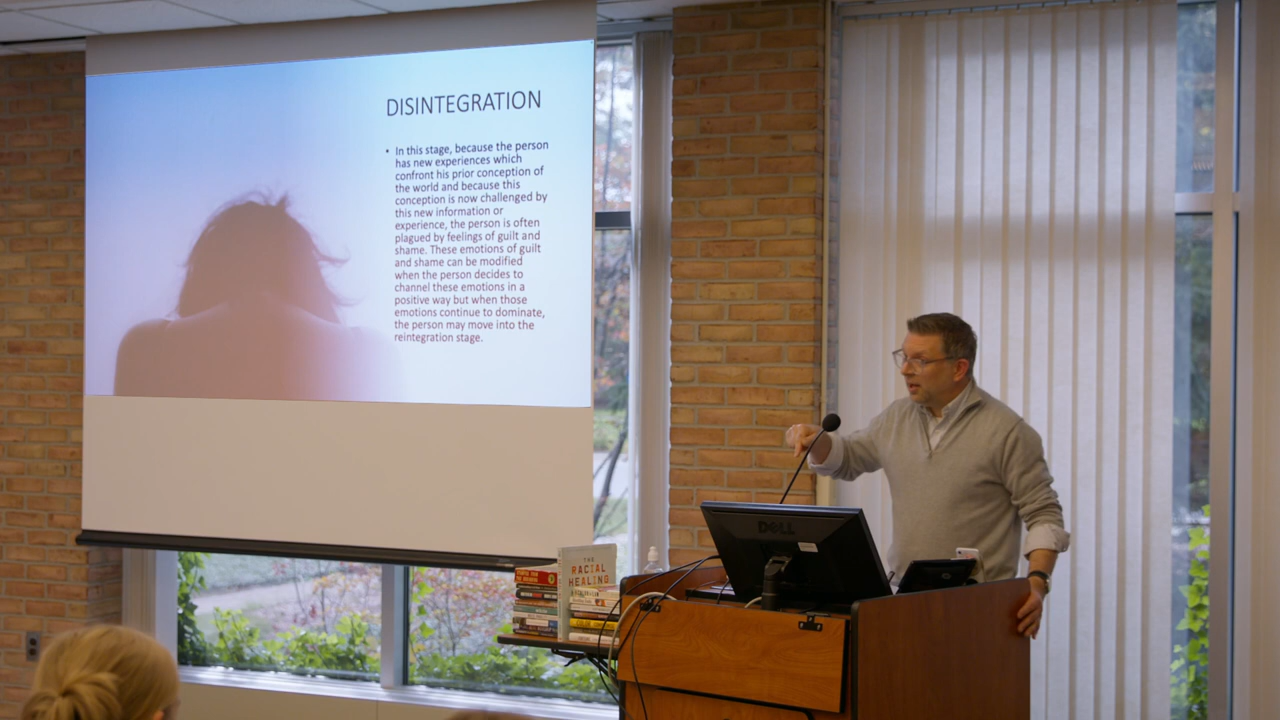 DISINTEGRATION
• In this stage, because the person
has new experiences which
confront his prior conception of
the world and because this
conception is now challenged by
this new information or
experience, the person is often
plagued by feelings of guilt and
shame. These emotions of guilt
and shame can be modified
when the person decides to
channel these emotions in a
positive way but when those
emotions continue to dominate,
the person may move into the
reintegration stage.
DELL
THE
RACIAL
HEALING